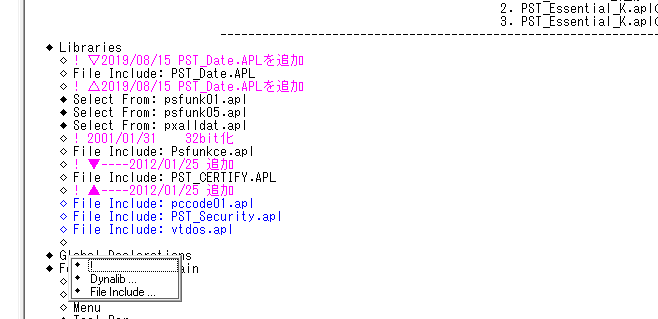 2. PST_Essential_K.aplの
3. PST_Essential_K.apl
Libraries
! ▽2019/08/15 PST_Date.APLを追加
File Include: PST_Date.APL
! △2019/08/15 PST_Date.APLを追加
Select From: psfunk01.apl
Select From: psfunk05.apl
Select From: pxalldat.apl
! 2001/01/31 32bit化
File Include: Psfunkce.apl
! ▼----2012/01/25 追加
File Include: PST_CERTIFY.APL
! ▲----2012/01/25 追加
File Include: pccode01.apl
File Include: PST_Security.apl
File Include: vtdos.apl
Global Declarations
!
Dynalib ...
File Include ...
Menu